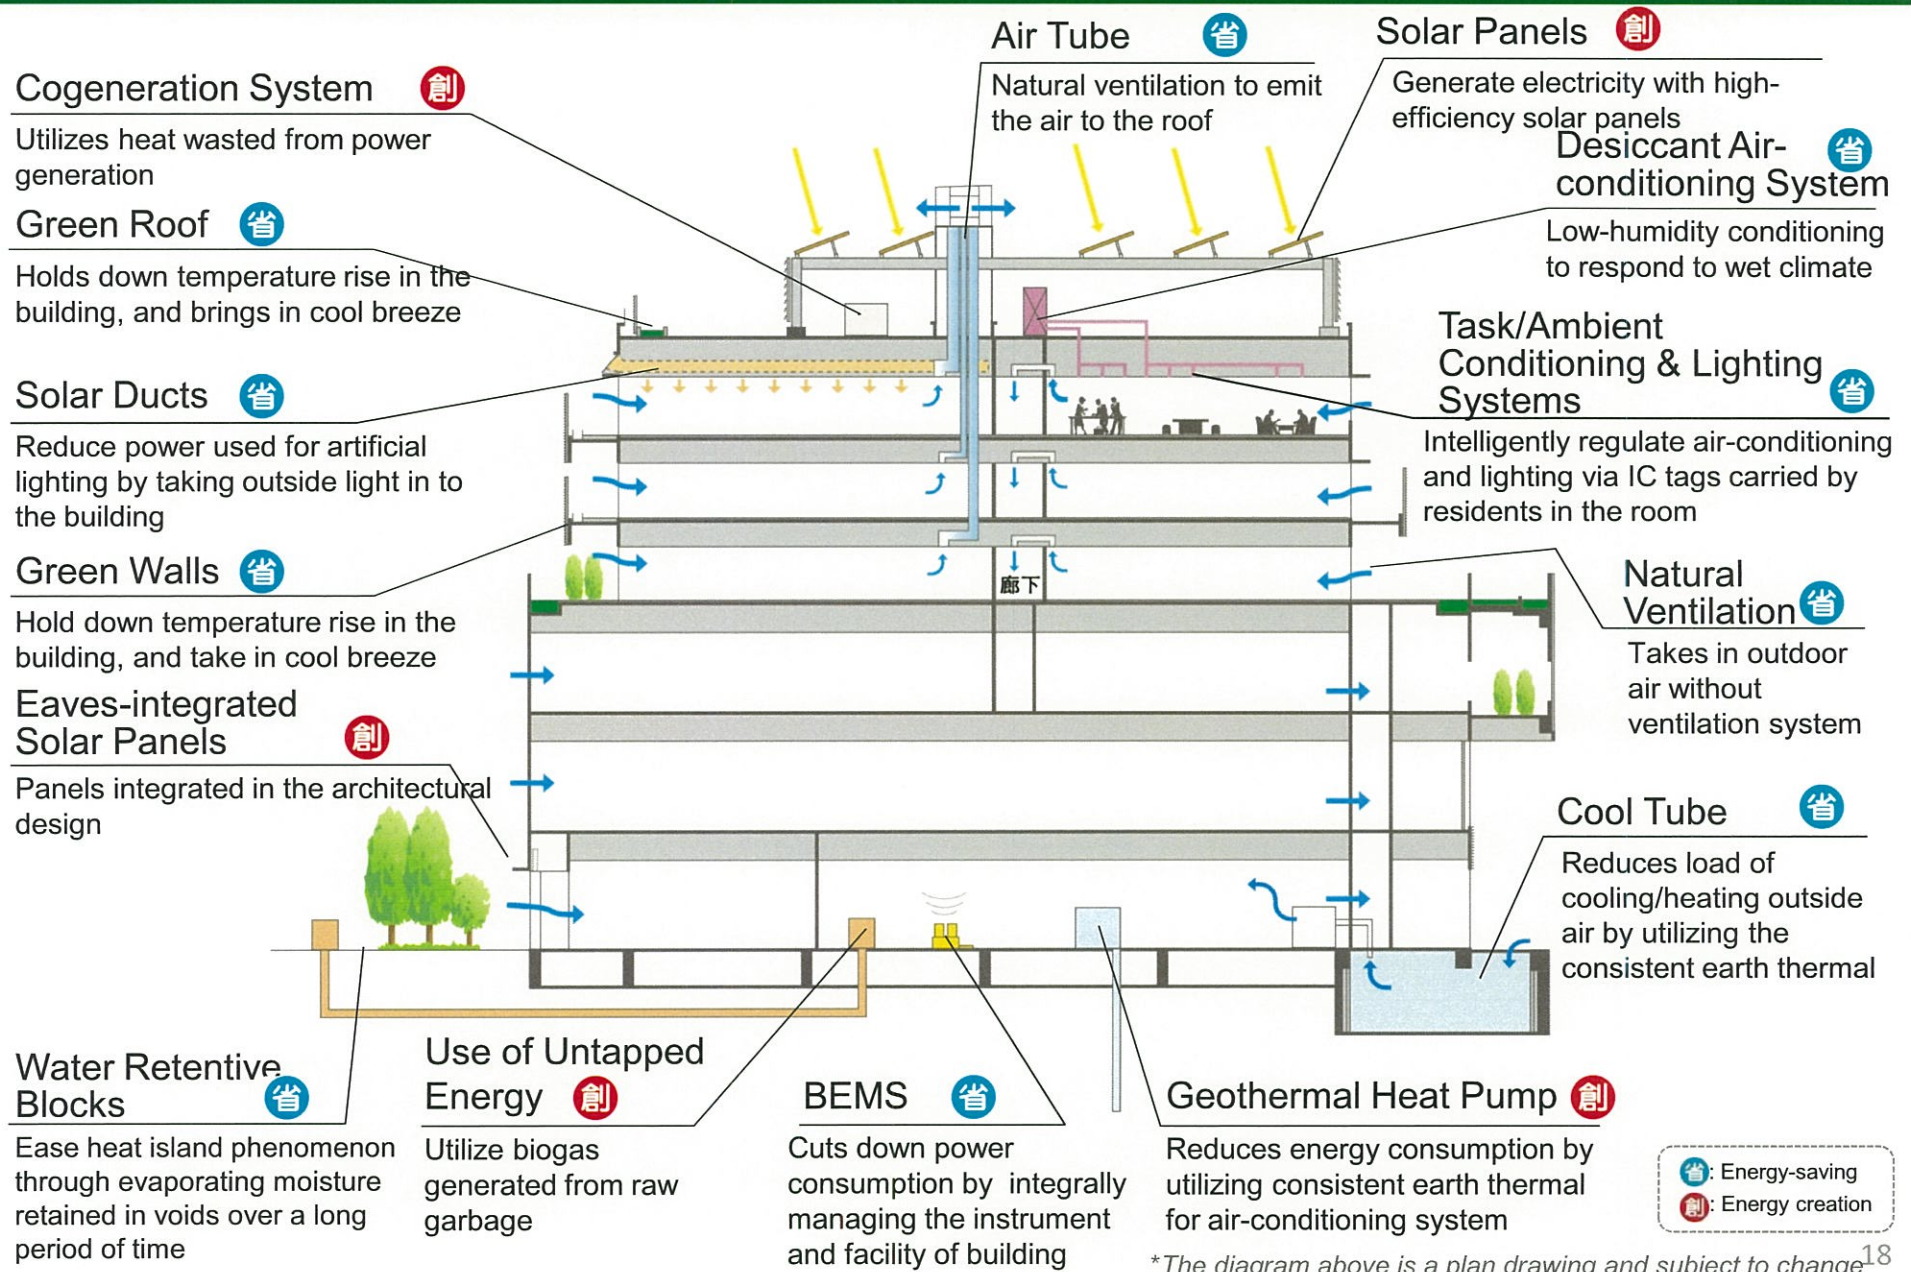 Cogeneration System 創
Utilizes heat wasted from power
generation
Green Roof 省
Holds down temperature rise in the
building, and brings in cool breeze
Solar Ducts 省
Reduce power used for artificial
lighting by taking outside light in to
the building
Green Walls 省
Hold down temperature rise in the
building, and take in cool breeze
Eaves-integrated
Solar Panels 創
Panels integrated in the architectural
design
Air Tube 省
Natural ventilation to emit
the air to the roof
Solar Panels 創
Generate electricity with high-
efficiency solar panels
Desiccant Air-
conditioning System 省
Low-humidity conditioning
to respond to wet climate
Task/Ambient
Conditioning & Lighting
Systems 省
Intelligently regulate air-conditioning
and lighting via IC tags carried by
residents in the room
廊下
Natural
Ventilation 省
Takes in outdoor
air without
ventilation system
Cool Tube 省
Reduces load of
cooling/heating outside
air by utilizing the
consistent earth thermal
Water Retentive
Blocks 省
Ease heat island phenomenon
through evaporating moisture
retained in voids over a long
period of time
Use of Untapped
Energy 創
Utilize biogas
generated from raw
garbage
BEMS 省
Cuts down power
consumption by integrally
managing the instrument
and facility of building
Geothermal Heat Pump 創
Reduces energy consumption by
utilizing consistent earth thermal
for air-conditioning system
省: Energy-saving
創: Energy creation
*The diagram above is a plan drawing and subject to change
18